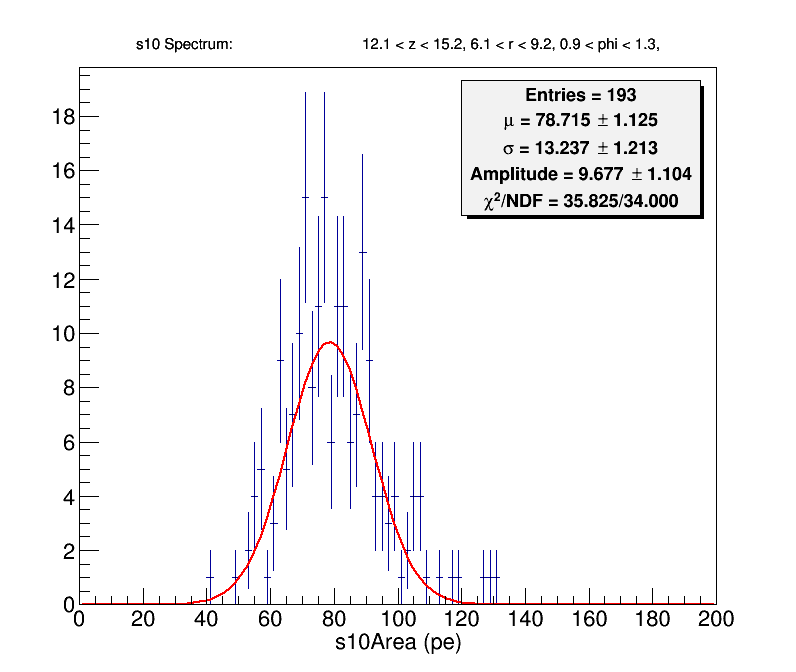 s10 Spectrum: 12.1 < z < 15.2, 6.1 < r < 9.2, 0.9 < phi < 1.3,
Entries = 193
μ = 78.715 ± 1.125
σ = 13.237 ± 1.213
Amplitude = 9.677 ± 1.104
χ²/NDF = 35.825/34.000
18
16
14
12
10
8
6
4
2
0
0 20 40 60 80 100 120 140 160 180 200
s10Area (pe)